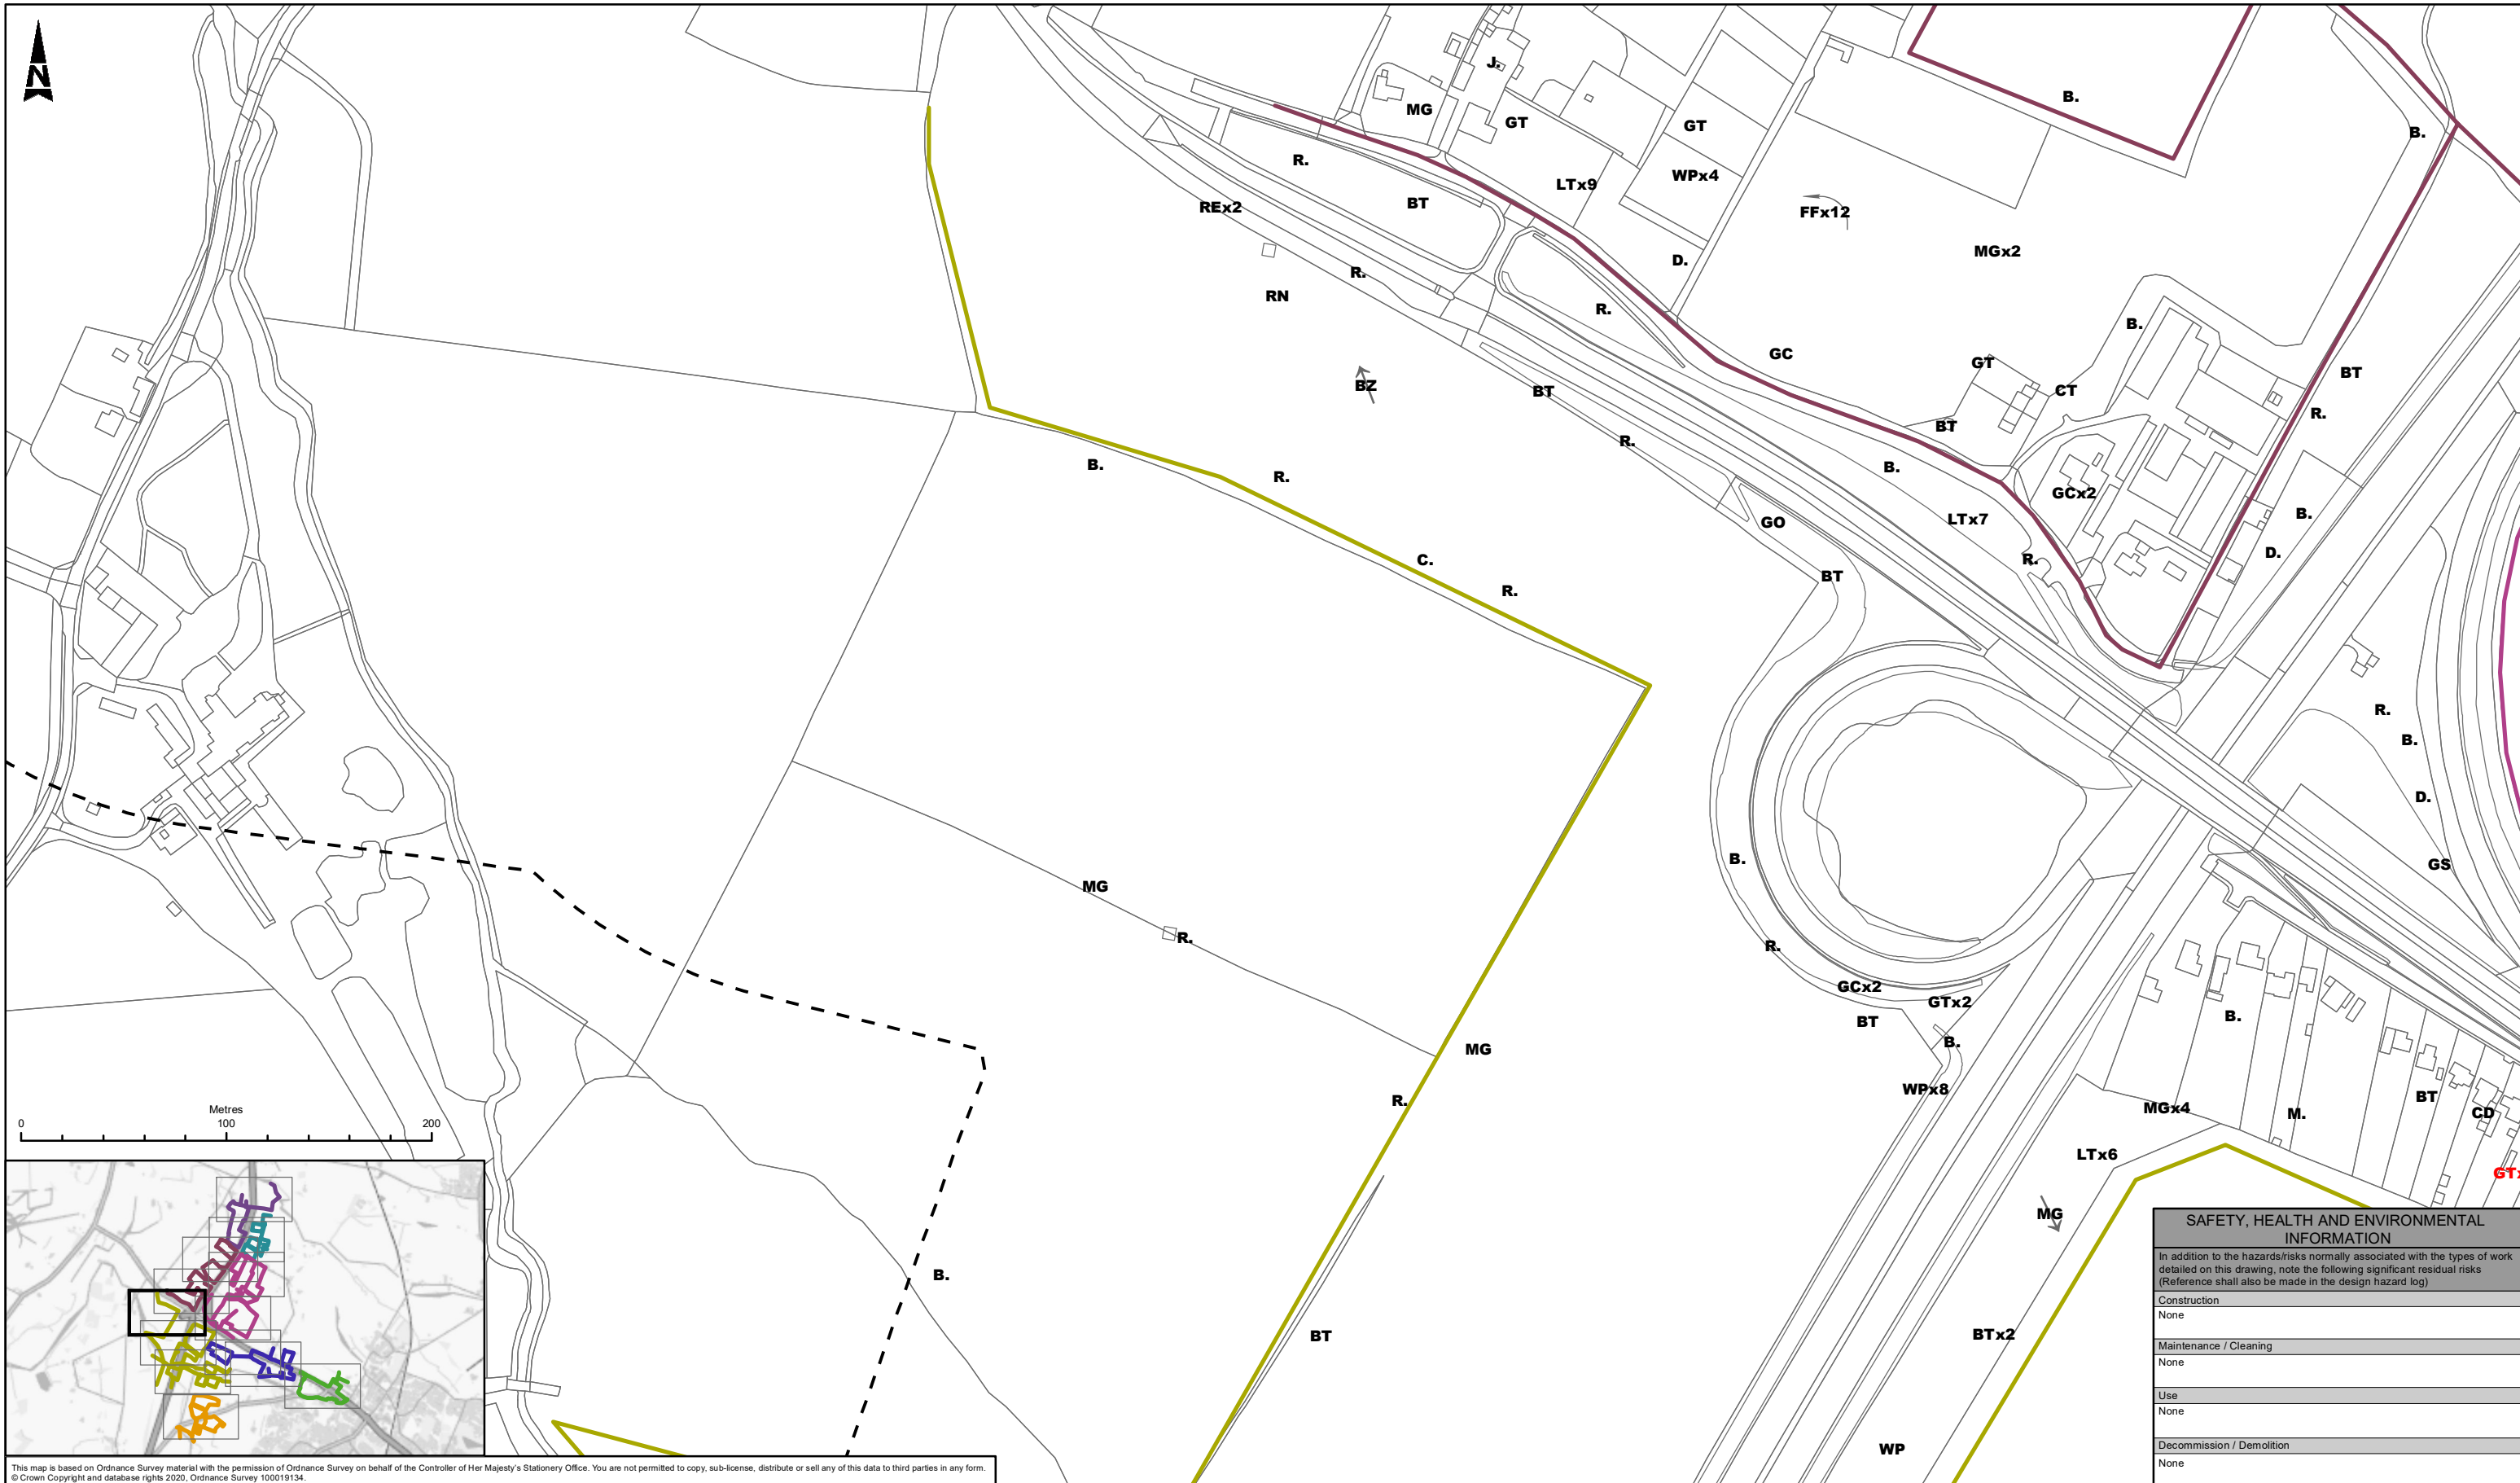 N
J.
MG
GT
GT
B.
B.
R.
LTx9
WPx4
BT
REx2
FFx12
MGx2
D.
R.
RN
R.
B.
GC
GT
CT
BT
BZ
BT
BT
R.
R.
B.
R.
B.
GCx2
C.
GO
LTx7
B.
D.
R.
BT
R.
R.
B.
D.
B.
GS
MG
R.
R.
GCx2
GTx2
BT
B.
B.
MG
WPx8
R.
MGx4
M.
BT
CD
LTx6
MG
B.
BT
BTx2
WP
Metres
0 100 200
SAFETY, HEALTH AND ENVIRONMENTAL
INFORMATION
In addition to the hazards/risks normally associated with the types of work
detailed on this drawing, note the following significant residual risks
(Reference shall also be made in the design hazard log)
Construction
None
Maintenance / Cleaning
None
Use
None
Decommission / Demolition
None
This map is based on Ordnance Survey material with the permission of Ordnance Survey on behalf of the Controller of Her Majesty's Stationery Office. You are not permitted to copy, sub-license, distribute or sell any of this data to third parties in any form.
© Crown Copyright and database rights 2020, Ordnance Survey 100019134.